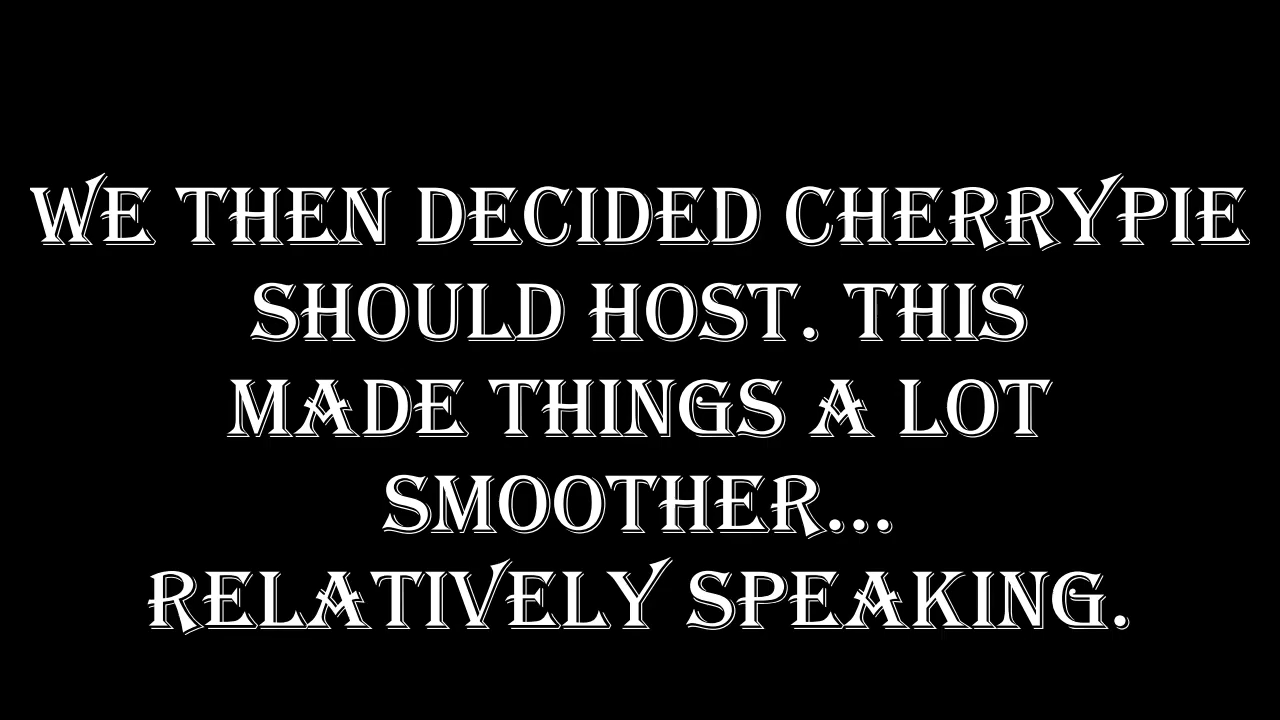 WE THEN DECIDED CHERRYPIE
SHOULD HOST. THIS
MADE THINGS A LOT
SMOOTHER...
RELATIVELY SPEAKING.